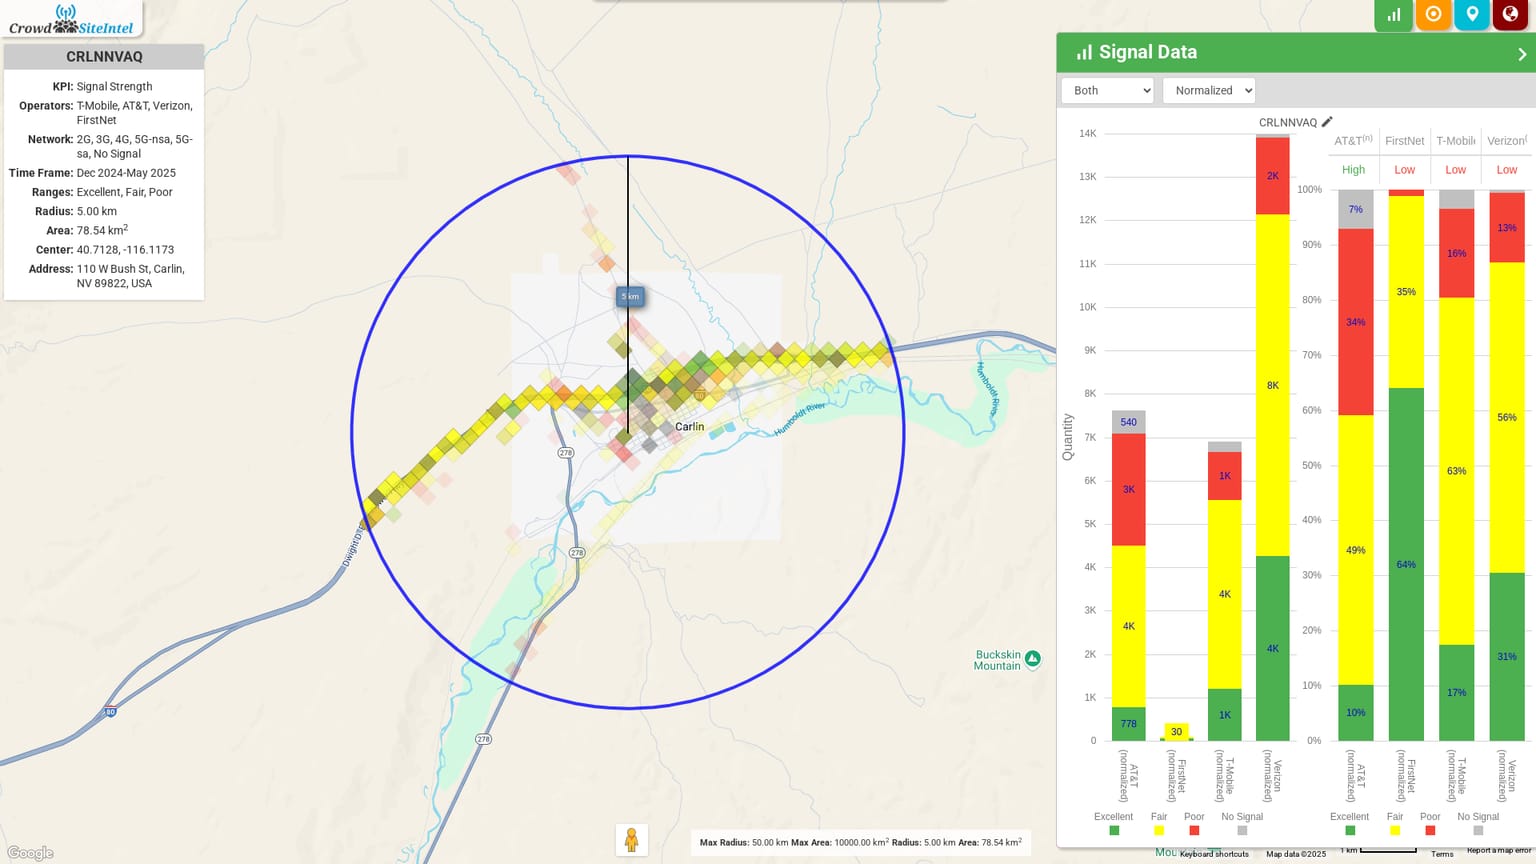 Crowd SiteIntel
CRLNNVAQ
KPI: Signal Strength
Operators: T-Mobile, AT&T, Verizon,
FirstNet
Network: 2G, 3G, 4G, 5G-nsa, 5G-
sa, No Signal
Time Frame: Dec 2024-May 2025
Ranges: Excellent, Fair, Poor
Radius: 5.00 km
Area: 78.54 km²
Center: 40.7128, -116.1173
Address: 110 W Bush St, Carlin,
NV 89822, USA
5 km
Carlin
Humboldt River
Humboldt River
278
278
278
80
Dwight D
Buckskin
Mountain
Google
Max Radius: 50.00 km Max Area: 10000.00 km² Radius: 5.00 km Area: 78.54 km²
Signal Data
Both
Normalized
CRLNNVAQ
AT&T(n) FirstNet T-Mobile Verizon(
High Low Low Low
Quantity
14K
13K
12K
11K
10K
9K
8K
7K
6K
5K
4K
3K
2K
1K
0
540
3K
4K
778
30
1K
4K
1K
2K
8K
4K
100%
90%
80%
70%
60%
50%
40%
30%
20%
10%
0%
7%
34%
49%
10%
35%
64%
16%
63%
17%
13%
56%
31%
AT&T
(normalized)
FirstNet
(normalized)
T-Mobile
(normalized)
Verizon
(normalized)
AT&T
(normalized)
FirstNet
(normalized)
T-Mobile
(normalized)
Verizon
(normalized)
Excellent Fair Poor No Signal
Excellent Fair Poor No Signal
Keyboard shortcuts Map data ©2025 1 km Terms Report a map error